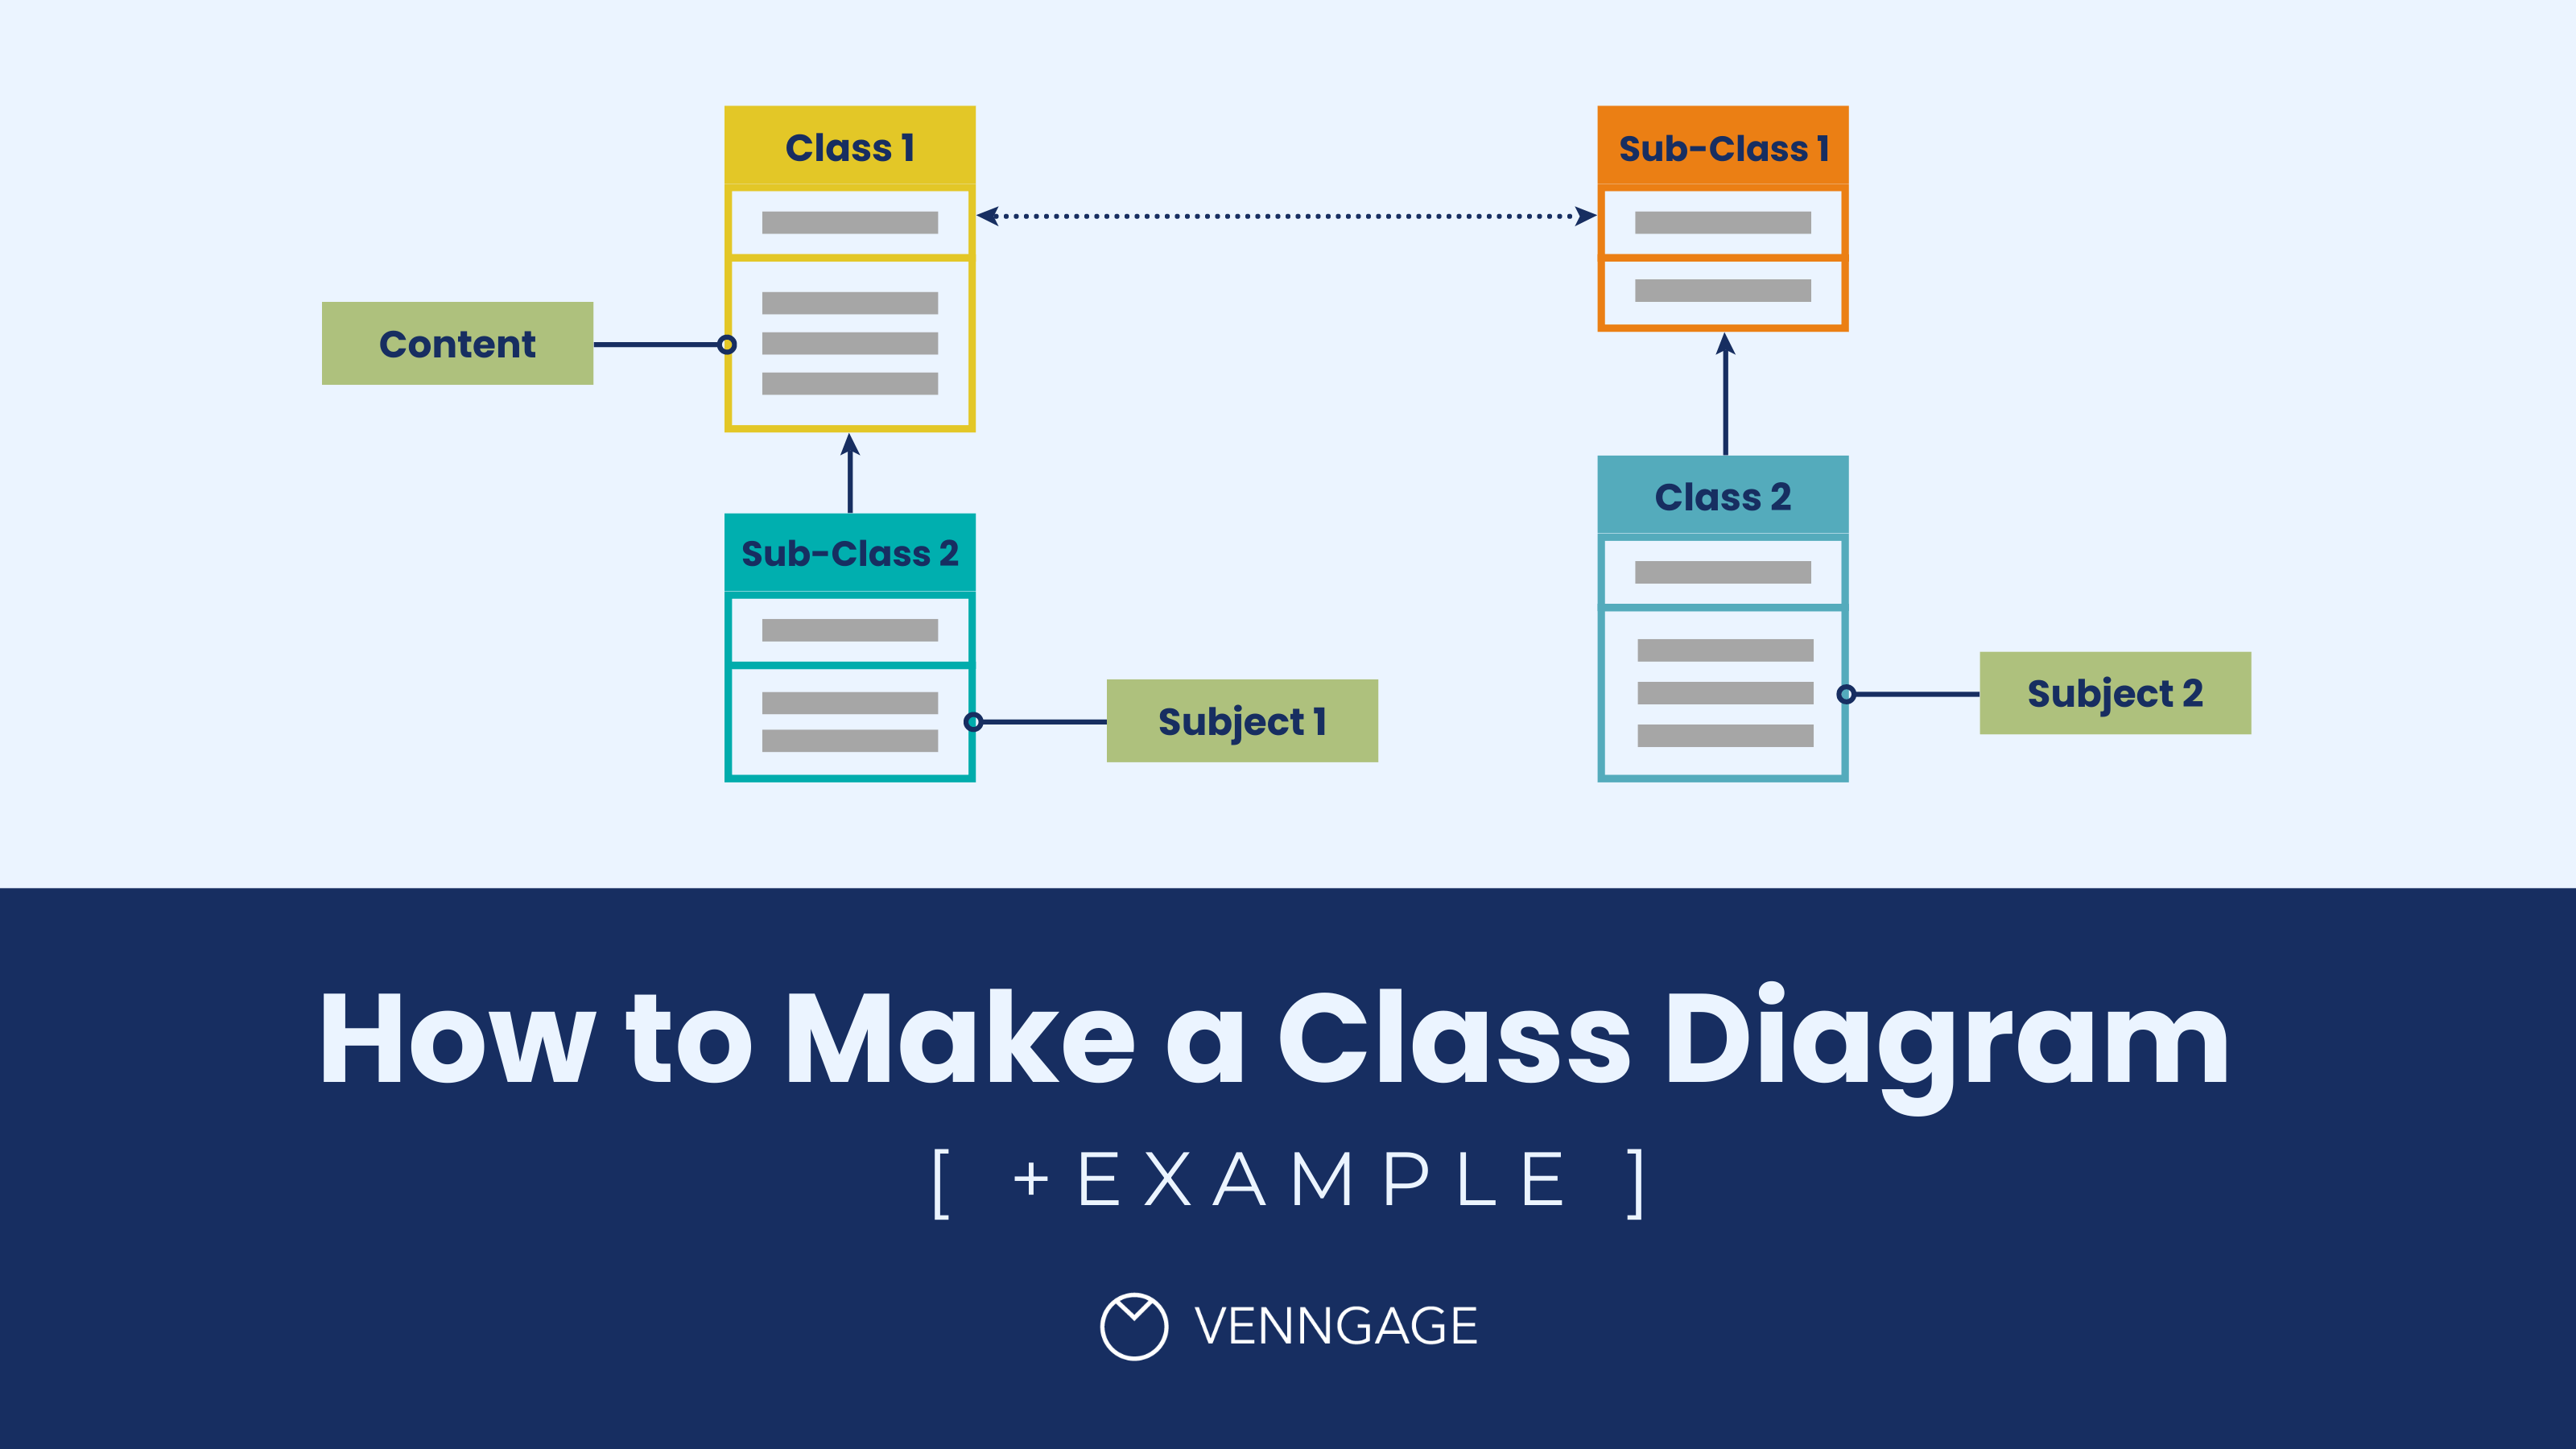 Class 1
Sub-Class 1
Content
Class 2
Sub-Class 2
Subject 1
Subject 2
How to Make a Class Diagram
[ +EXAMPLE ]
VENNGAGE